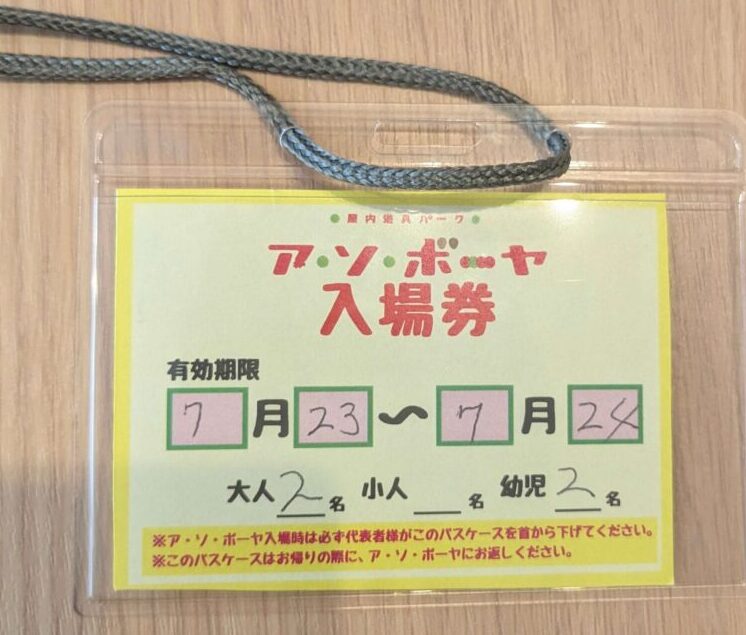 屋内遊具パーク
ア・ソ・ボーヤ
入場券
有効期限
7月23〜7月24
大人2名 小人 名 幼児2名
※ア・ソ・ボーヤ入場時は必ず代表者様がこのパスケースを首から下げてください。
※このパスケースはお帰りの際に、ア・ソ・ボーヤにお返しください。